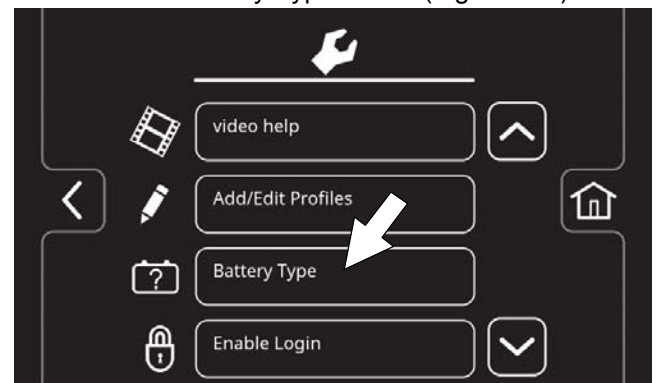 video help
Add/Edit Profiles
Battery Type
?
Enable Login